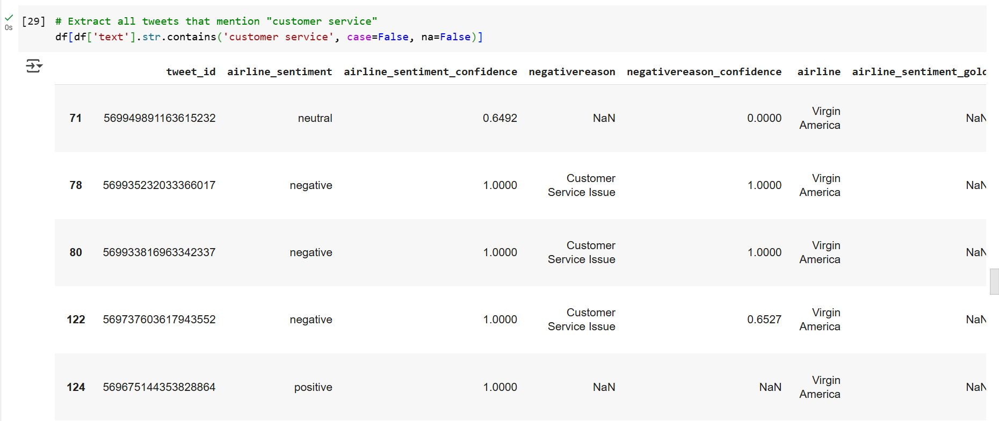 [29] # Extract all tweets that mention "customer service"
0s
df[df['text'].str.contains('customer service', case=False, na=False)]
tweet_id airline_sentiment airline_sentiment_confidence negativereason negativereason_confidence airline airline_sentiment_gold
71 569949891163615232 neutral 0.6492 NaN 0.0000 Virgin America NaN
78 569935232033366017 negative 1.0000 Customer Service Issue 1.0000 Virgin America NaN
80 569933816963342337 negative 1.0000 Customer Service Issue 1.0000 Virgin America NaN
122 569737603617943552 negative 1.0000 Customer Service Issue 0.6527 Virgin America NaN
124 569675144353828864 positive 1.0000 NaN NaN Virgin America NaN